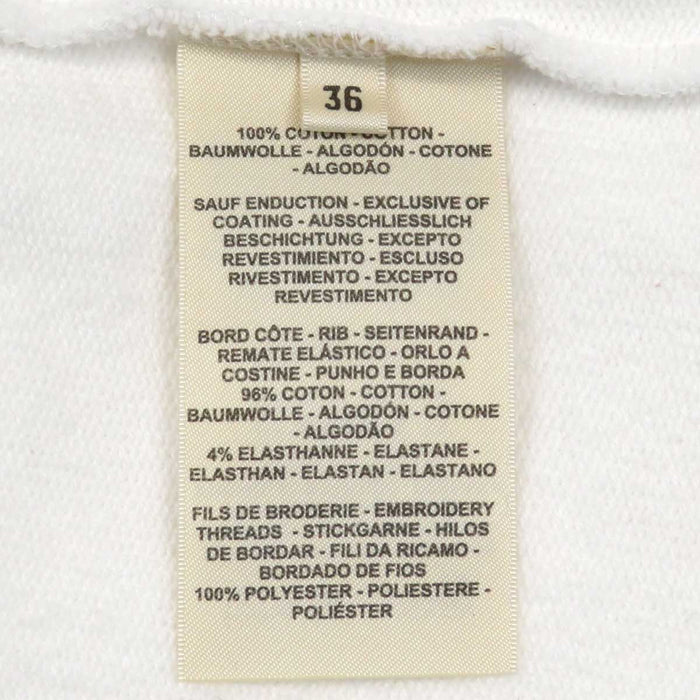 36
100% COTON - COTTON -
BAUMWOLLE - ALGODÓN - COTONE
- ALGODÃO
SAUF ENDUCTION - EXCLUSIVE OF
COATING - AUSSCHLIESSLICH
BESCHICHTUNG - EXCEPTO
REVESTIMIENTO - ESCLUSO
RIVESTIMENTO - EXCEPTO
REVESTIMENTO
BORD CÔTE - RIB - SEITENRAND -
REMATE ELÁSTICO - ORLO A
COSTINE - PUNHO E BORDA
96% COTON - COTTON -
BAUMWOLLE - ALGODÓN - COTONE
- ALGODÃO
4% ELASTHANNE - ELASTANE -
ELASTHAN - ELASTAN - ELASTANO
FILS DE BRODERIE - EMBROIDERY
THREADS - STICKGARNE - HILOS
DE BORDAR - FILI DA RICAMO -
BORDADO DE FIOS
100% POLYESTER - POLIESTERE -
POLIÉSTER